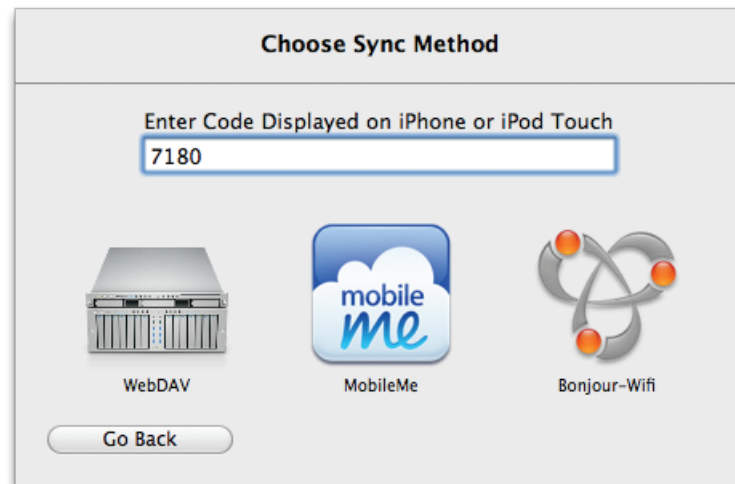 Choose Sync Method
Enter Code Displayed on iPhone or iPod Touch
7180
mobile
me
WebDAV MobileMe Bonjour-Wifi
Go Back